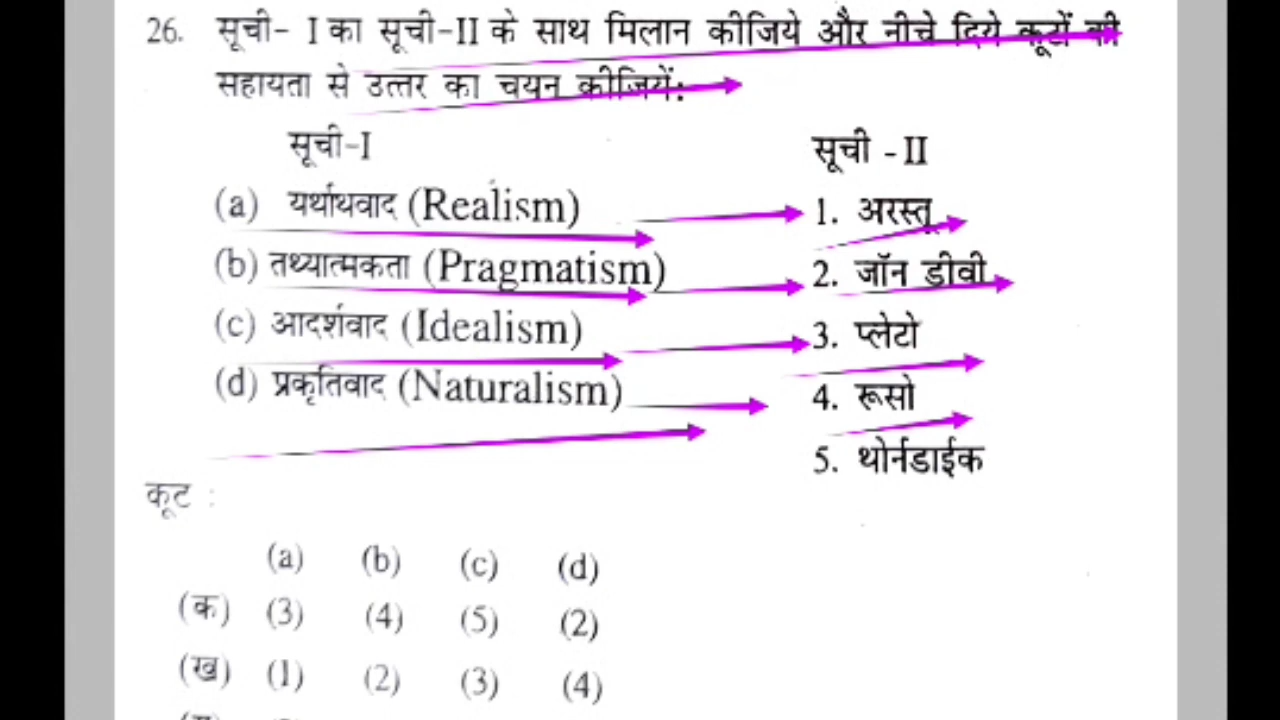 26. सूची- I का सूची-II के साथ मिलान कीजिये और नीचे दिये कूटों की
सहायता से उत्तर का चयन कीजियें:
सूची-I सूची -II
(a) यर्थाथवाद (Realism) 1. अरस्तू
(b) तथ्यात्मकता (Pragmatism) 2. जॉन डीवी
(c) आदर्शवाद (Idealism) 3. प्लेटो
(d) प्रकृतिवाद (Naturalism) 4. रूसो
5. थोर्नडाईक
कूट :
(a) (b) (c) (d)
(क) (3) (4) (5) (2)
(ख) (1) (2) (3) (4)